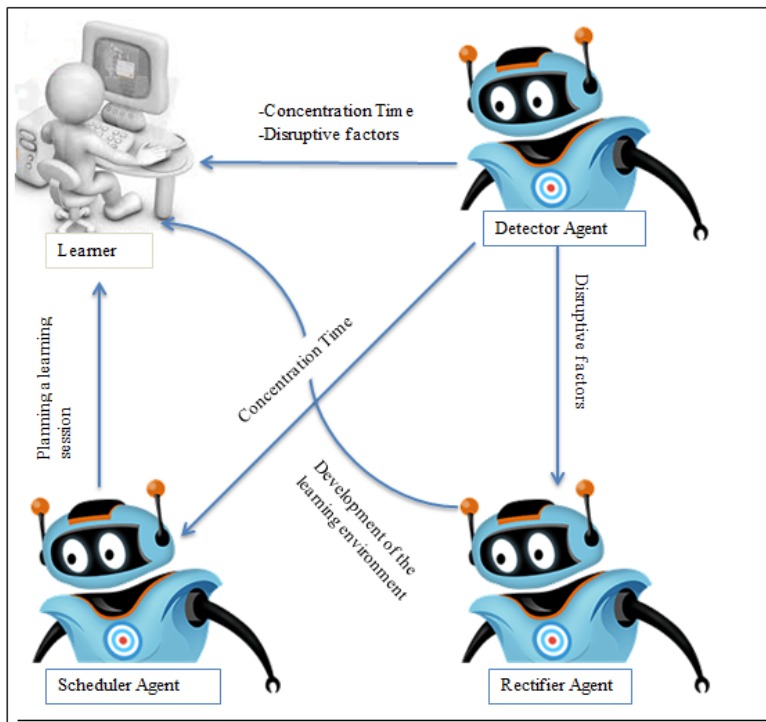 -Concentration Time
-Disruptive factors
Detector Agent
Learner
Disruptive
factors
Concentration Time
Planning a learning
session
Development of the
learning environment
Scheduler Agent
Rectifier Agent